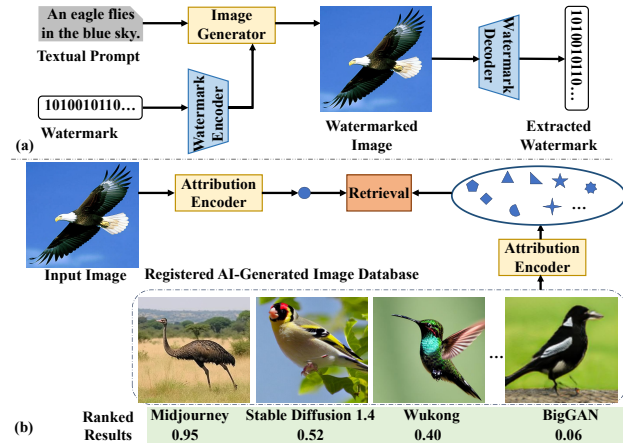 An eagle flies
in the blue sky.
Textual Prompt
Image
Generator
1010010110...
Watermark
Watermark
Encoder
Watermarked
Image
Watermark
Decoder
1010010110...
Extracted
Watermark
(a)
Input Image
Attribution
Encoder
Retrieval
...
Attribution
Encoder
Registered AI-Generated Image Database
...
(b)
Ranked
Results
Midjourney
0.95
Stable Diffusion 1.4
0.52
Wukong
0.40
BigGAN
0.06